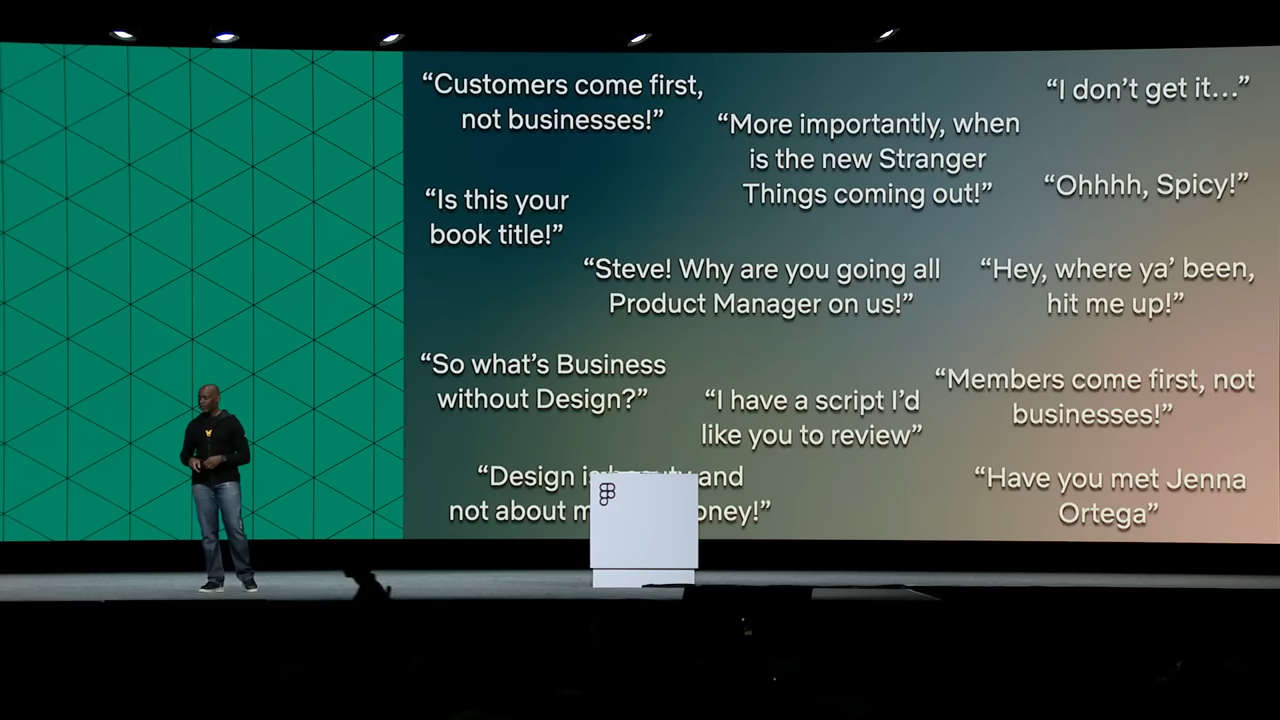 “Customers come first,
not businesses!”
“I don’t get it...”
“More importantly, when
is the new Stranger
Things coming out!”
“Ohhhh, Spicy!”
“Is this your
book title!”
“Steve! Why are you going all
Product Manager on us!”
“Hey, where ya’ been,
hit me up!”
“So what’s Business
without Design?”
“I have a script I’d
like you to review”
“Members come first, not
businesses!”
“Design and
not about
“Have you met Jenna
Ortega”